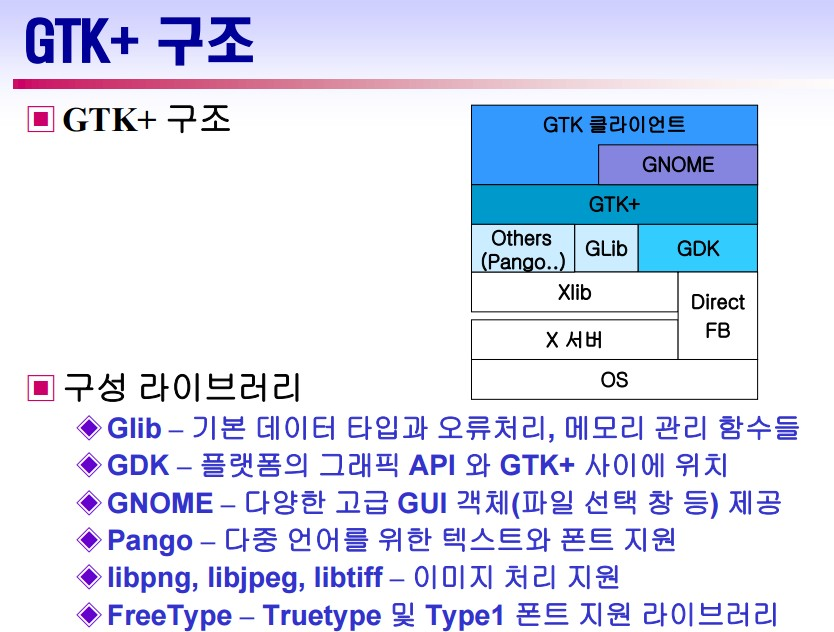 GTK+ 구조
GTK+ 구조
GTK 클라이언트
GNOME
GTK+
Others
(Pango..)
GLib
GDK
Xlib
Direct
FB
X 서버
OS
구성 라이브러리
Glib – 기본 데이터 타입과 오류처리, 메모리 관리 함수들
GDK – 플랫폼의 그래픽 API 와 GTK+ 사이에 위치
GNOME – 다양한 고급 GUI 객체(파일 선택 창 등) 제공
Pango – 다중 언어를 위한 텍스트와 폰트 지원
libpng, libjpeg, libtiff – 이미지 처리 지원
FreeType – Truetype 및 Type1 폰트 지원 라이브러리